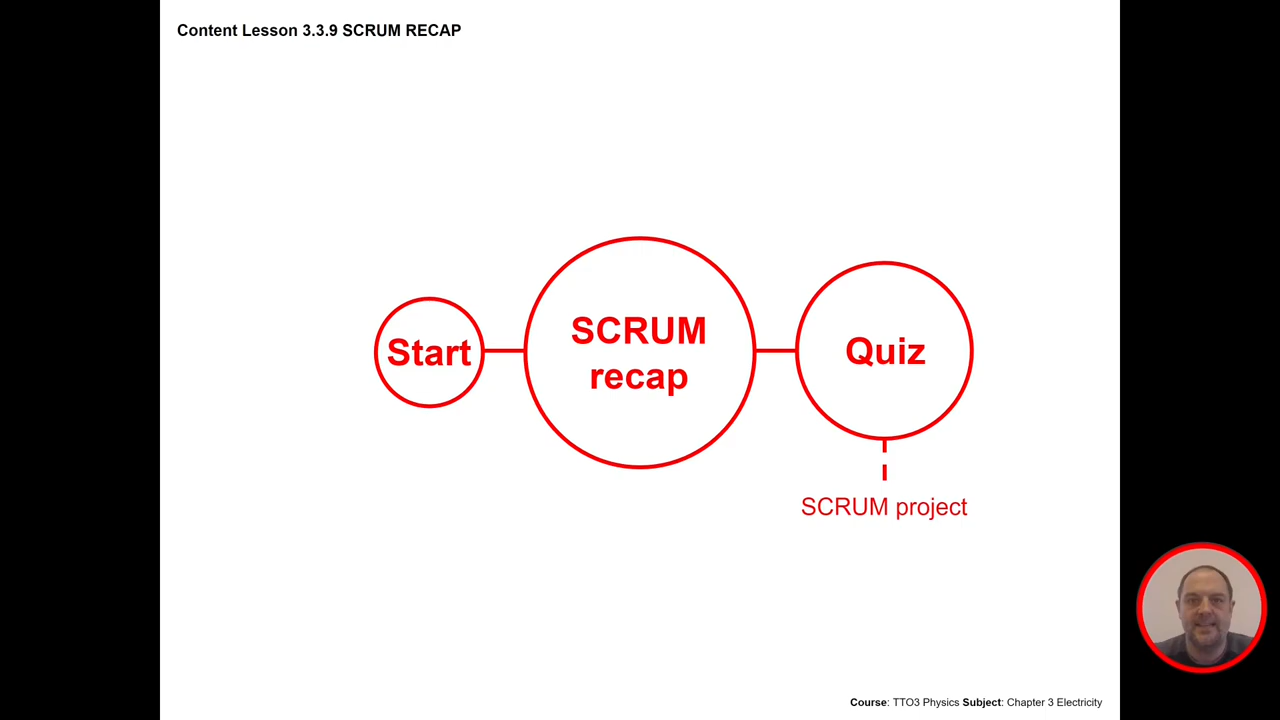 Content Lesson 3.3.9 SCRUM RECAP
Start
SCRUM
recap
Quiz
SCRUM project
Course: TTO3 Physics Subject: Chapter 3 Electricity